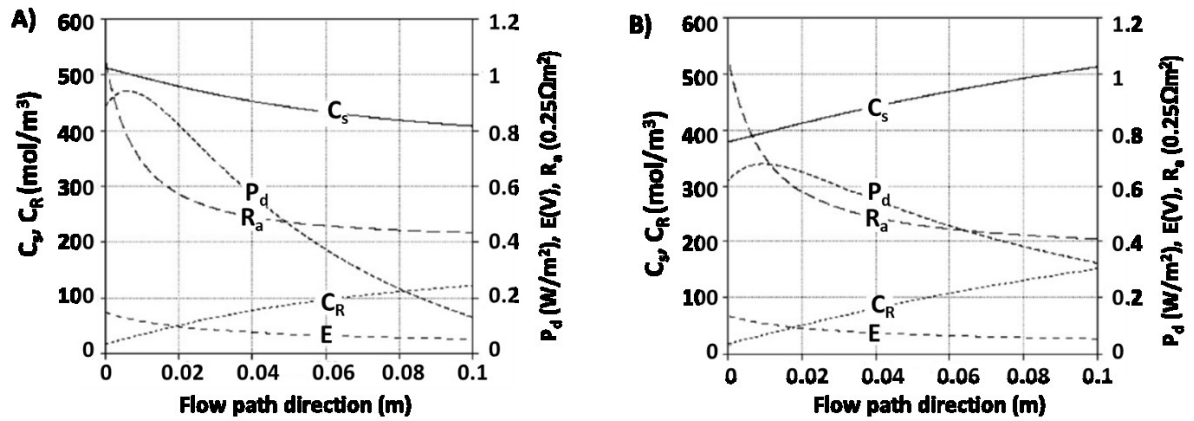 A)
C_s, C_R (mol/m³)
600
500
400
300
200
100
0
C_s
P_d
R_a
C_R
E
1.2
1
0.8
0.6
0.4
0.2
0
P_d (W/m²), E(V), R_a (0.25Ωm²)
0 0.02 0.04 0.06 0.08 0.1
Flow path direction (m)
B)
C_s, C_R (mol/m³)
600
500
400
300
200
100
0
C_s
P_d
R_a
C_R
E
1.2
1
0.8
0.6
0.4
0.2
0
P_d (W/m²), E(V), R_a (0.25Ωm²)
0 0.02 0.04 0.06 0.08 0.1
Flow path direction (m)